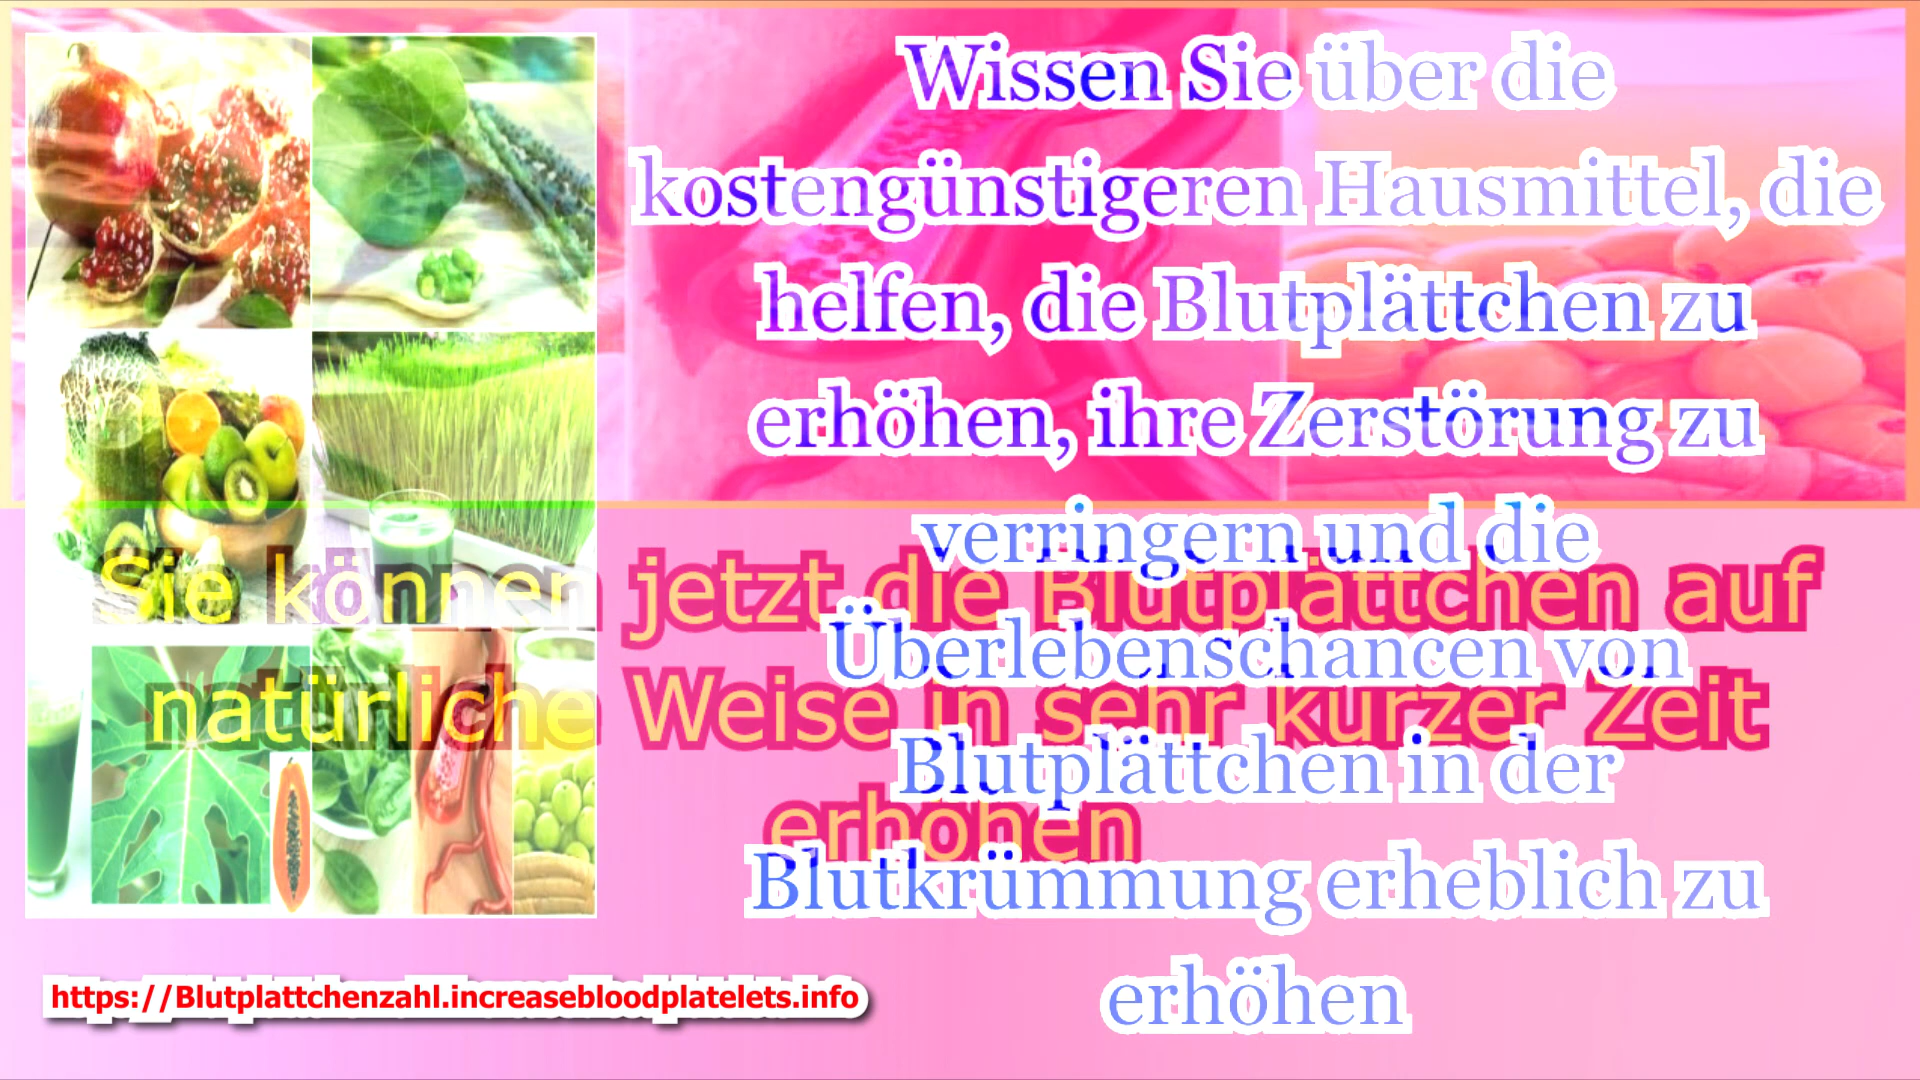 Wissen Sie über die
kostengünstigeren Hausmittel, die
helfen, die Blutplättchen zu
erhöhen, ihre Zerstörung zu
verringern und die
Überlebenschancen von
Blutplättchen in der
Blutkrümmung erheblich zu
erhöhen
Sie können jetzt die Blutplättchen auf
natürliche Weise in sehr kurzer Zeit
erhöhen
https://Blutplattchenzahl.increasebloodplatelets.info